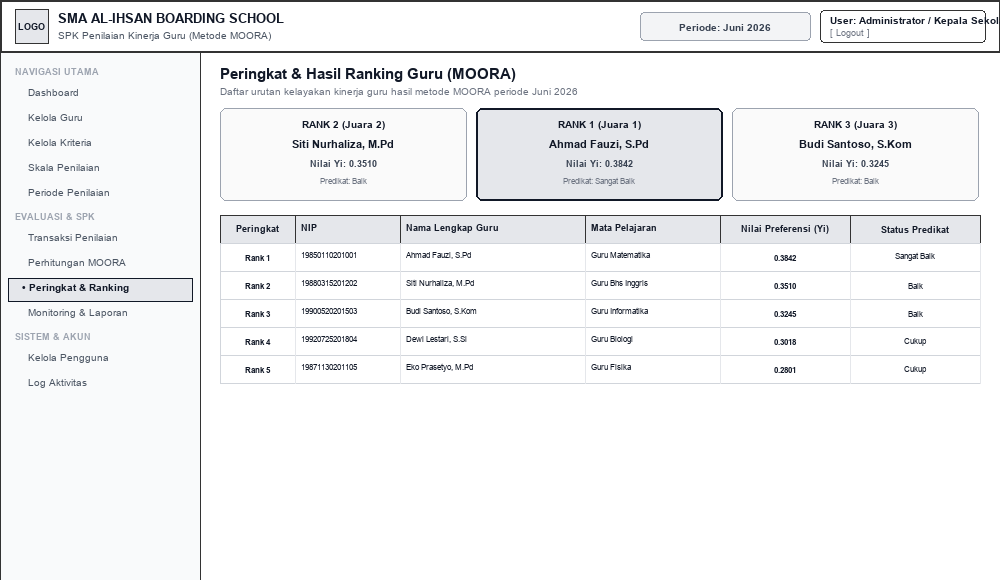 LOGO
SMA AL-IHSAN BOARDING SCHOOL
SPK Penilaian Kinerja Guru (Metode MOORA)
Periode: Juni 2026
User: Administrator / Kepala Sekol
[ Logout ]
NAVIGASI UTAMA
Dashboard
Kelola Guru
Kelola Kriteria
Skala Penilaian
Periode Penilaian
EVALUASI & SPK
Transaksi Penilaian
Perhitungan MOORA
• Peringkat & Ranking
Monitoring & Laporan
SISTEM & AKUN
Kelola Pengguna
Log Aktivitas
Peringkat & Hasil Ranking Guru (MOORA)
Daftar urutan kelayakan kinerja guru hasil metode MOORA periode Juni 2026
RANK 2 (Juara 2)
Siti Nurhaliza, M.Pd
Nilai Yi: 0.3510
Predikat: Baik
RANK 1 (Juara 1)
Ahmad Fauzi, S.Pd
Nilai Yi: 0.3842
Predikat: Sangat Baik
RANK 3 (Juara 3)
Budi Santoso, S.Kom
Nilai Yi: 0.3245
Predikat: Baik
Peringkat NIP Nama Lengkap Guru Mata Pelajaran Nilai Preferensi (Yi) Status Predikat
Rank 1 19850110201001 Ahmad Fauzi, S.Pd Guru Matematika 0.3842 Sangat Baik
Rank 2 19880315201202 Siti Nurhaliza, M.Pd Guru Bhs Inggris 0.3510 Baik
Rank 3 19900520201503 Budi Santoso, S.Kom Guru Informatika 0.3245 Baik
Rank 4 19920725201804 Dewi Lestari, S.Si Guru Biologi 0.3018 Cukup
Rank 5 19871130201105 Eko Prasetyo, M.Pd Guru Fisika 0.2801 Cukup